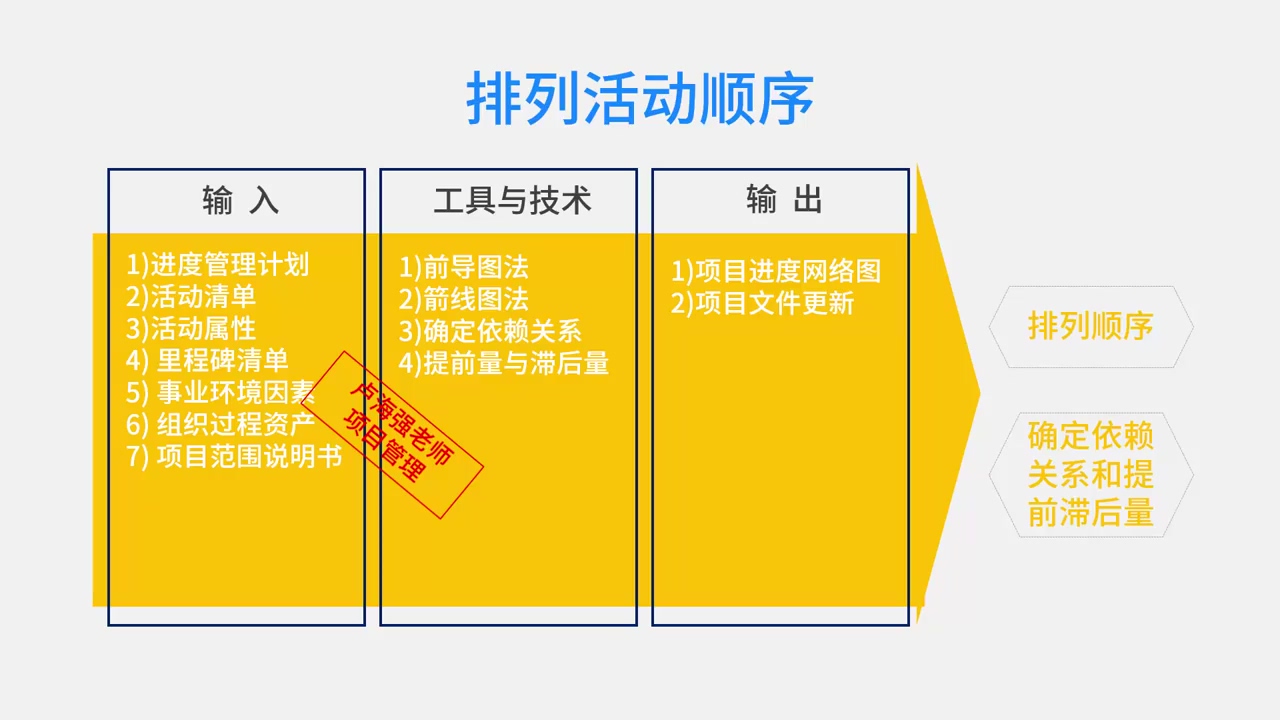 排列活动顺序
输 入
1)进度管理计划
2)活动清单
3)活动属性
4) 里程碑清单
5) 事业环境因素
6) 组织过程资产
7) 项目范围说明书
工具与技术
1)前导图法
2)箭线图法
3)确定依赖关系
4)提前量与滞后量
输 出
1)项目进度网络图
2)项目文件更新
卢海强老师
项目管理
排列顺序
确定依赖
关系和提
前滞后量